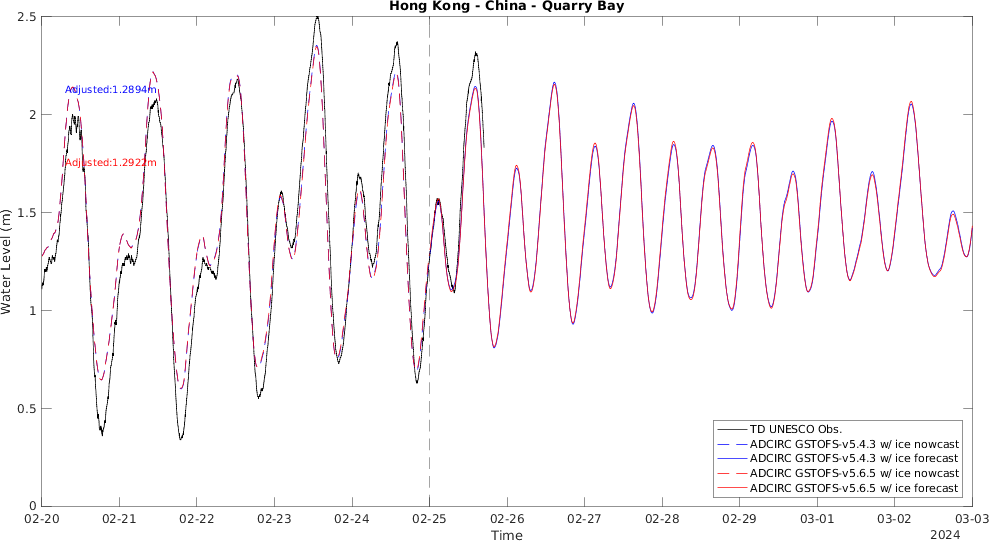 Hong Kong - China - Quarry Bay
2.5
2
1.5
1
0.5
0
Water Level (m)
Adjusted:1.2894m
Adjusted:1.2922m
TD UNESCO Obs.
ADCIRC GSTOFS-v5.4.3 w/ ice nowcast
ADCIRC GSTOFS-v5.4.3 w/ ice forecast
ADCIRC GSTOFS-v5.6.5 w/ ice nowcast
ADCIRC GSTOFS-v5.6.5 w/ ice forecast
02-20 02-21 02-22 02-23 02-24 02-25 02-26 02-27 02-28 02-29 03-01 03-02 03-03
Time
2024